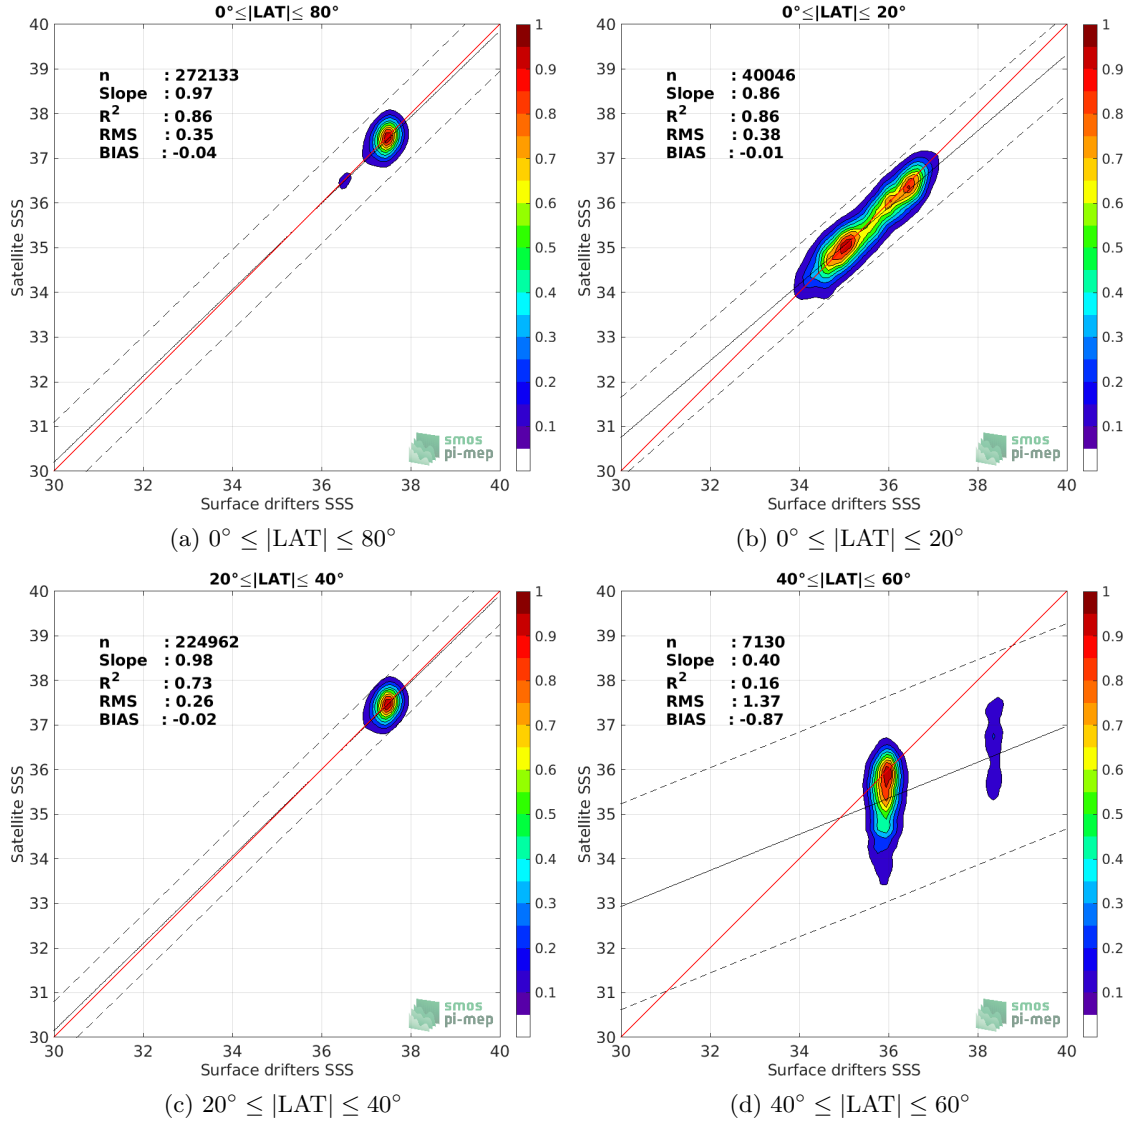 0°≤|LAT|≤ 80°
n : 272133
Slope : 0.97
R2 : 0.86
RMS : 0.35
BIAS : -0.04
Satellite SSS
40
39
38
37
36
35
34
33
32
31
30
30 32 34 36 38 40
Surface drifters SSS
1
0.9
0.8
0.7
0.6
0.5
0.4
0.3
0.2
0.1
smos
pi-mep
(a) 0° ≤ |LAT| ≤ 80°
0°≤|LAT|≤ 20°
n : 40046
Slope : 0.86
R2 : 0.86
RMS : 0.38
BIAS : -0.01
Satellite SSS
40
39
38
37
36
35
34
33
32
31
30
30 32 34 36 38 40
Surface drifters SSS
1
0.9
0.8
0.7
0.6
0.5
0.4
0.3
0.2
0.1
smos
pi-mep
(b) 0° ≤ |LAT| ≤ 20°
20°≤|LAT|≤ 40°
n : 224962
Slope : 0.98
R2 : 0.73
RMS : 0.26
BIAS : -0.02
Satellite SSS
40
39
38
37
36
35
34
33
32
31
30
30 32 34 36 38 40
Surface drifters SSS
1
0.9
0.8
0.7
0.6
0.5
0.4
0.3
0.2
0.1
smos
pi-mep
(c) 20° ≤ |LAT| ≤ 40°
40°≤|LAT|≤ 60°
n : 7130
Slope : 0.40
R2 : 0.16
RMS : 1.37
BIAS : -0.87
Satellite SSS
40
39
38
37
36
35
34
33
32
31
30
30 32 34 36 38 40
Surface drifters SSS
1
0.9
0.8
0.7
0.6
0.5
0.4
0.3
0.2
0.1
smos
pi-mep
(d) 40° ≤ |LAT| ≤ 60°